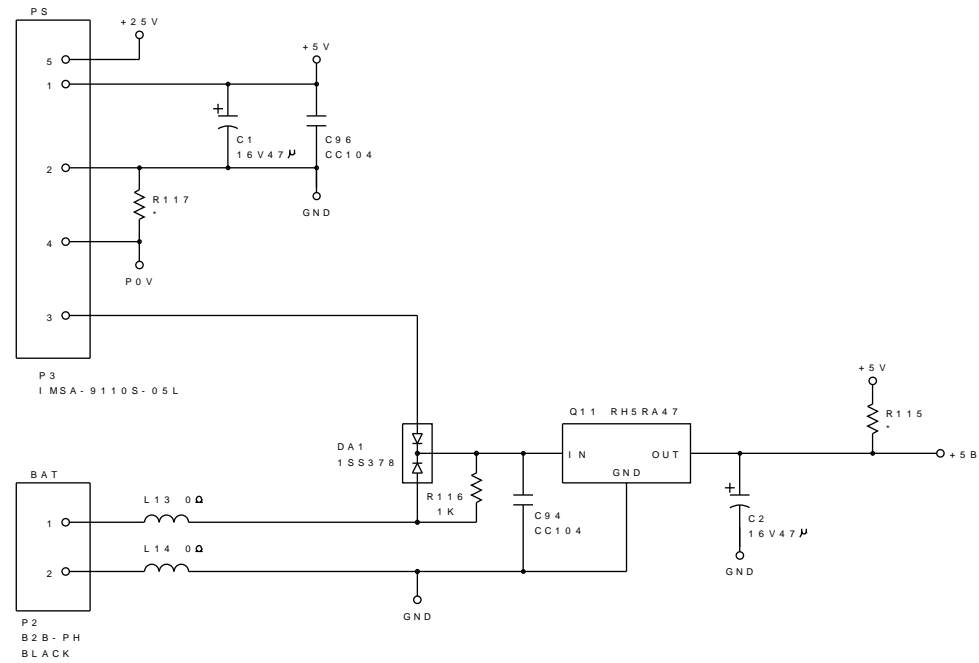 PS
+25V
5
+5V
1
+
C1
16V47μ
C96
CC104
2
R117
*
GND
4
P0V
3
P3
IMSA-9110S-05L
+5V
Q11 RH5RA47
R115
*
DA1
1SS378
IN
OUT
GND
+5B
BAT
R116
1K
+
L13 0Ω
1
C94
CC104
C2
16V47μ
L14 0Ω
2
GND
GND
P2
B2B-PH
BLACK